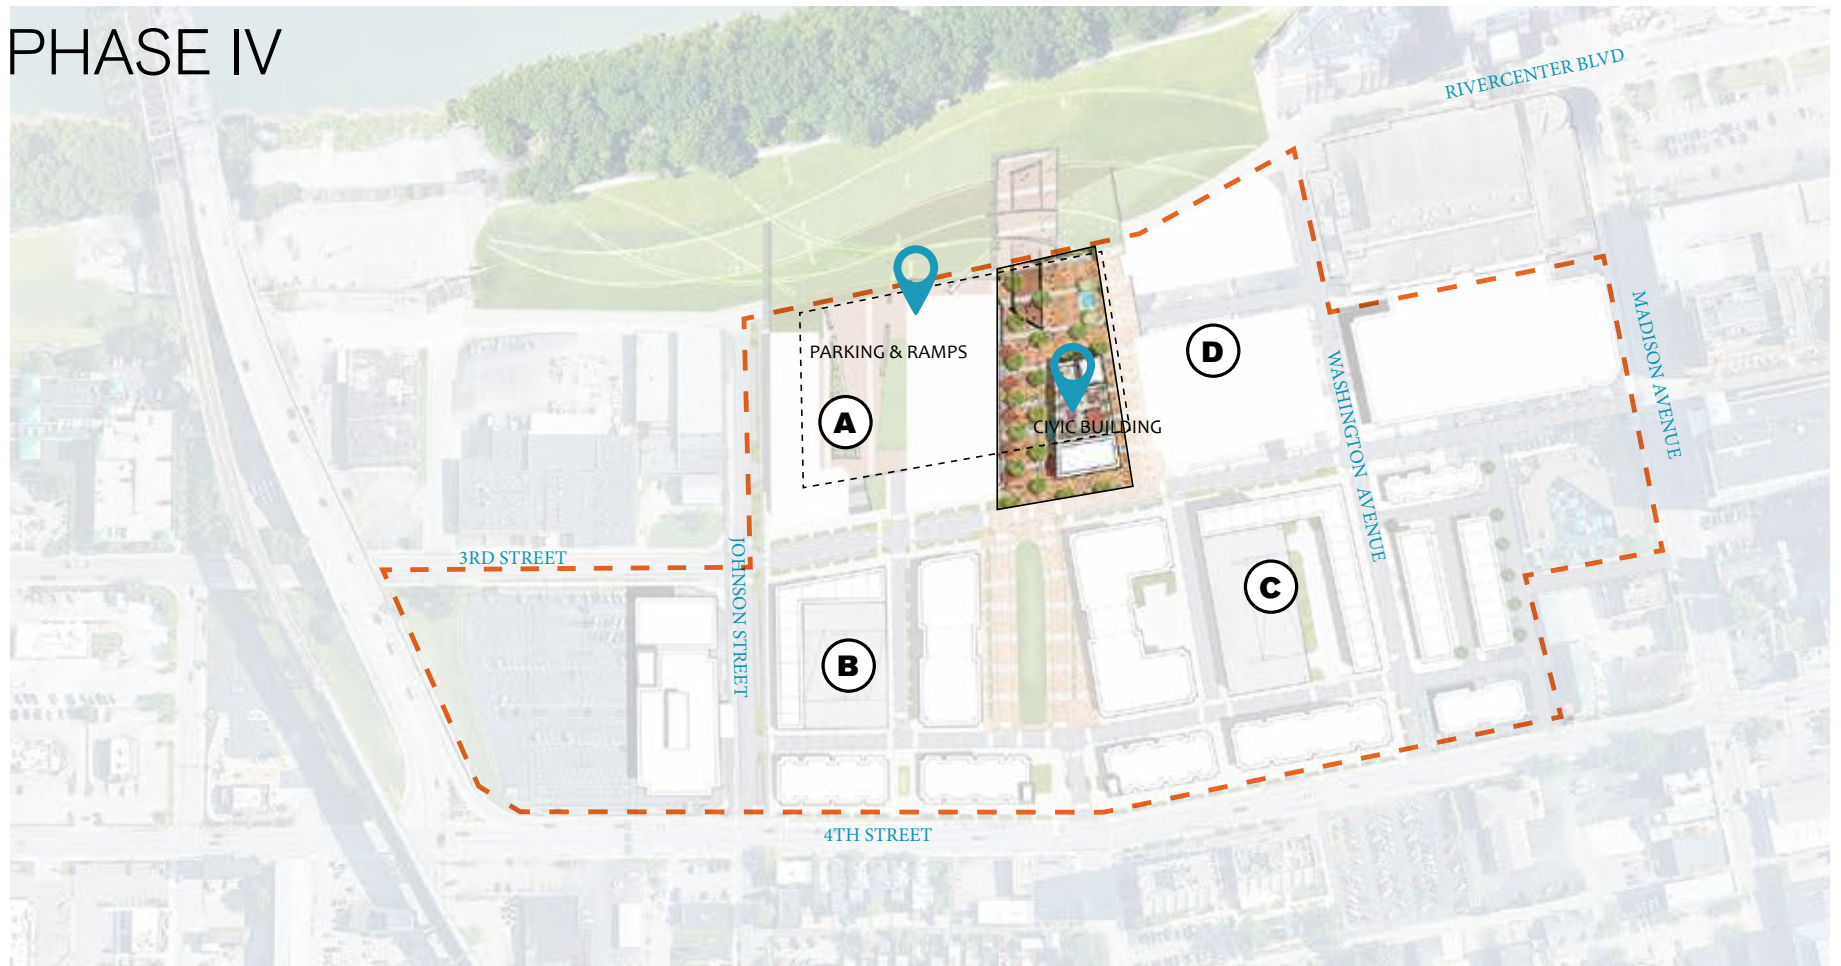 PHASE IV
RIVERCENTER BLVD
MADISON AVENUE
PARKING & RAMPS
D
WASHINGTON AVENUE
A
CIVIC BUILDING
3RD STREET
JOHNSON STREET
C
B
4TH STREET